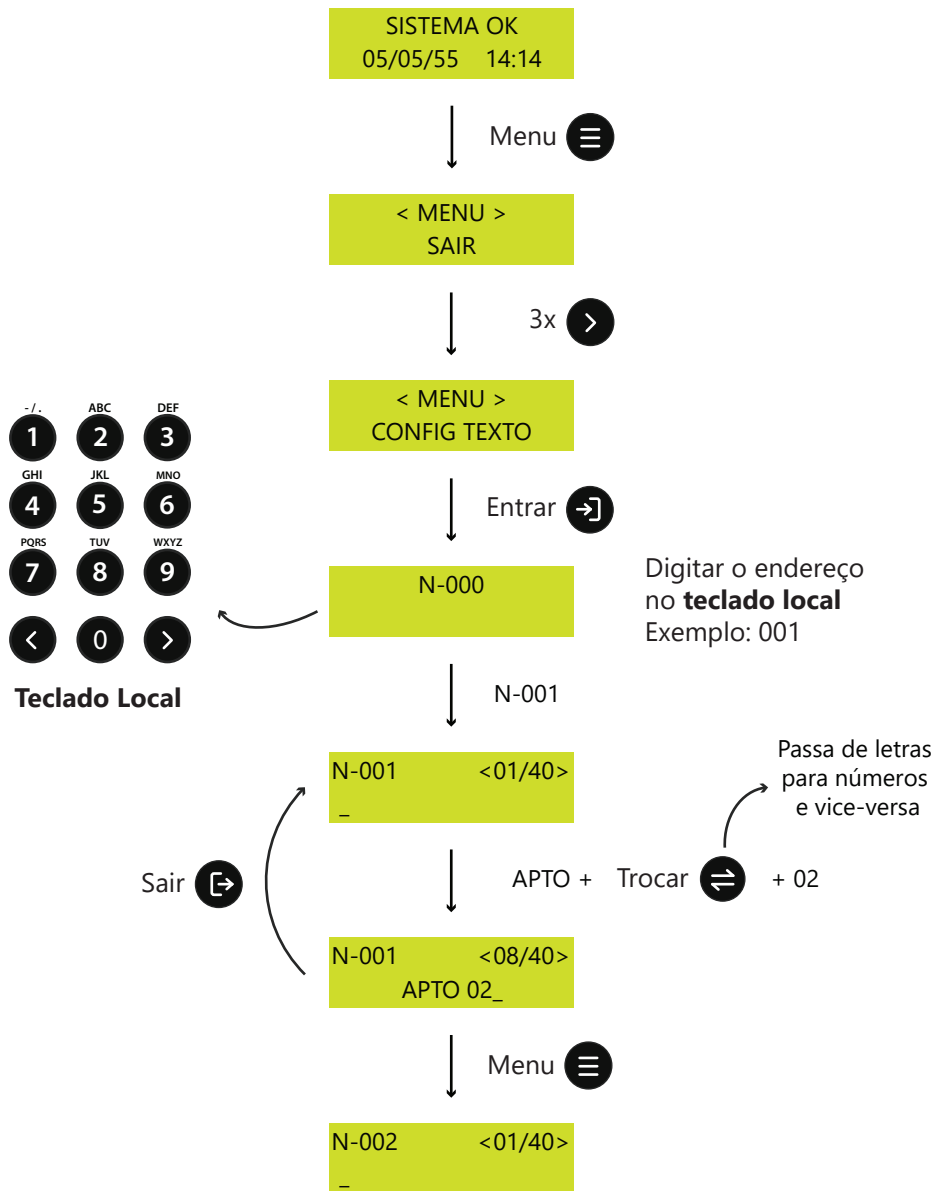 SISTEMA OK
05/05/55 14:14
Menu
< MENU >
SAIR
3x
< MENU >
CONFIG TEXTO
-/. ABC DEF
1 2 3
GHI JKL MNO
4 5 6
PQRS TUV WXYZ
7 8 9
< 0 >
Teclado Local
Entrar
N-000
Digitar o endereço
no teclado local
Exemplo: 001
N-001
N-001 <01/40>
_
Passa de letras
para números
e vice-versa
Sair
APTO + Trocar + 02
N-001 <08/40>
APTO 02_
Menu
N-002 <01/40>
_